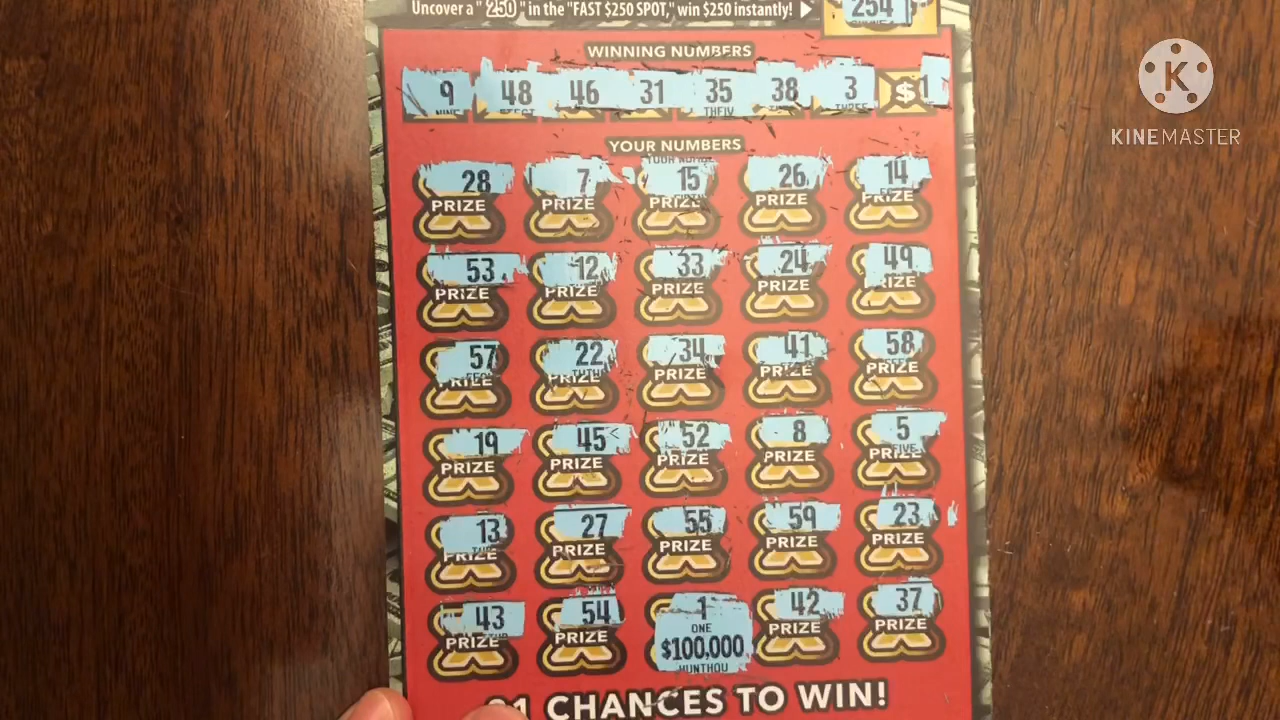 Uncover a "250" in the "FAST $250 SPOT," win $250 instantly!
254
WINNING NUMBERS
9 48 46 31 35 38 3 $1
THREE
YOUR NUMBERS
28 7 15 26 14
PRIZE PRIZE PRIZE PRIZE PRIZE
53 12 33 24 49
PRIZE PRIZE PRIZE PRIZE PRIZE
57 22 34 41 58
PRIZE PRIZE PRIZE PRIZE PRIZE
19 45 52 8 5
FIVE
PRIZE PRIZE PRIZE PRIZE PRIZE
13 27 55 59 23
PRIZE PRIZE PRIZE PRIZE PRIZE
43 54 1 42 37
ONE
PRIZE PRIZE $100,000 PRIZE PRIZE
HUNTHOU
CHANCES TO WIN!
K
KINEMASTER